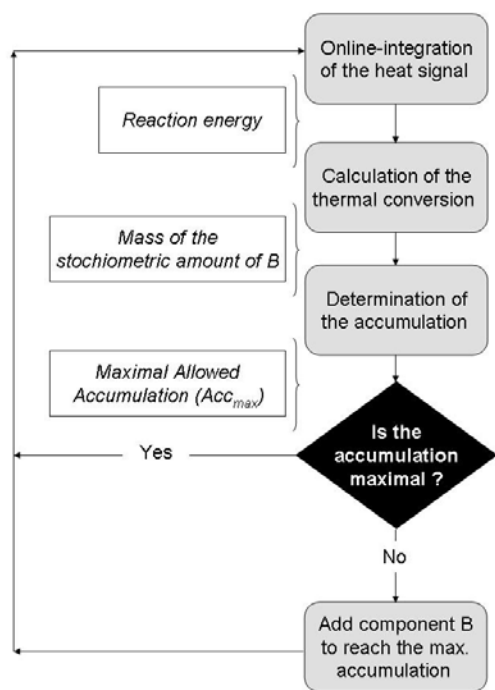 Online-integration
of the heat signal
Reaction energy
Calculation of the
thermal conversion
Mass of the
stochiometric amount of B
Determination of
the accumulation
Maximal Allowed
Accumulation (Accmax)
Is the
accumulation
maximal ?
Yes
No
Add component B
to reach the max.
accumulation